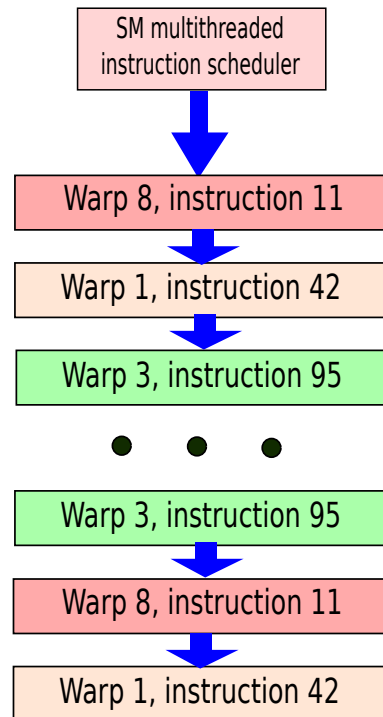 SM multithreaded
instruction scheduler
Warp 8, instruction 11
Warp 1, instruction 42
Warp 3, instruction 95
Warp 3, instruction 95
Warp 8, instruction 11
Warp 1, instruction 42